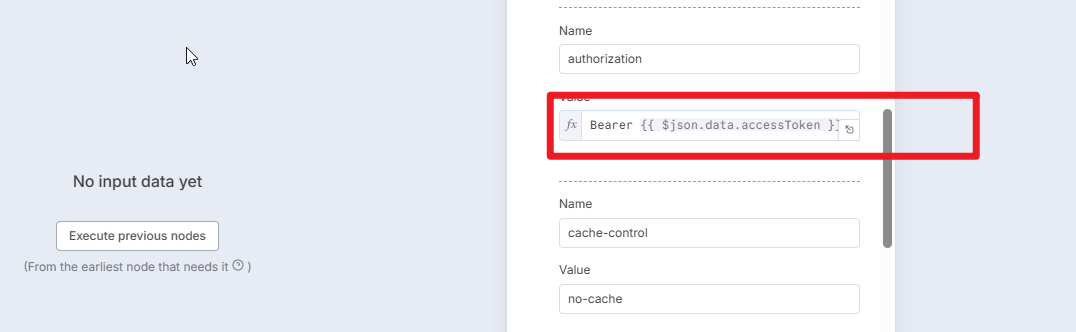 Name
authorization
Value
fx Bearer {{ $json.data.accessToken }}
No input data yet
Name
Execute previous nodes
cache-control
(From the earliest node that needs it ? )
Value
no-cache